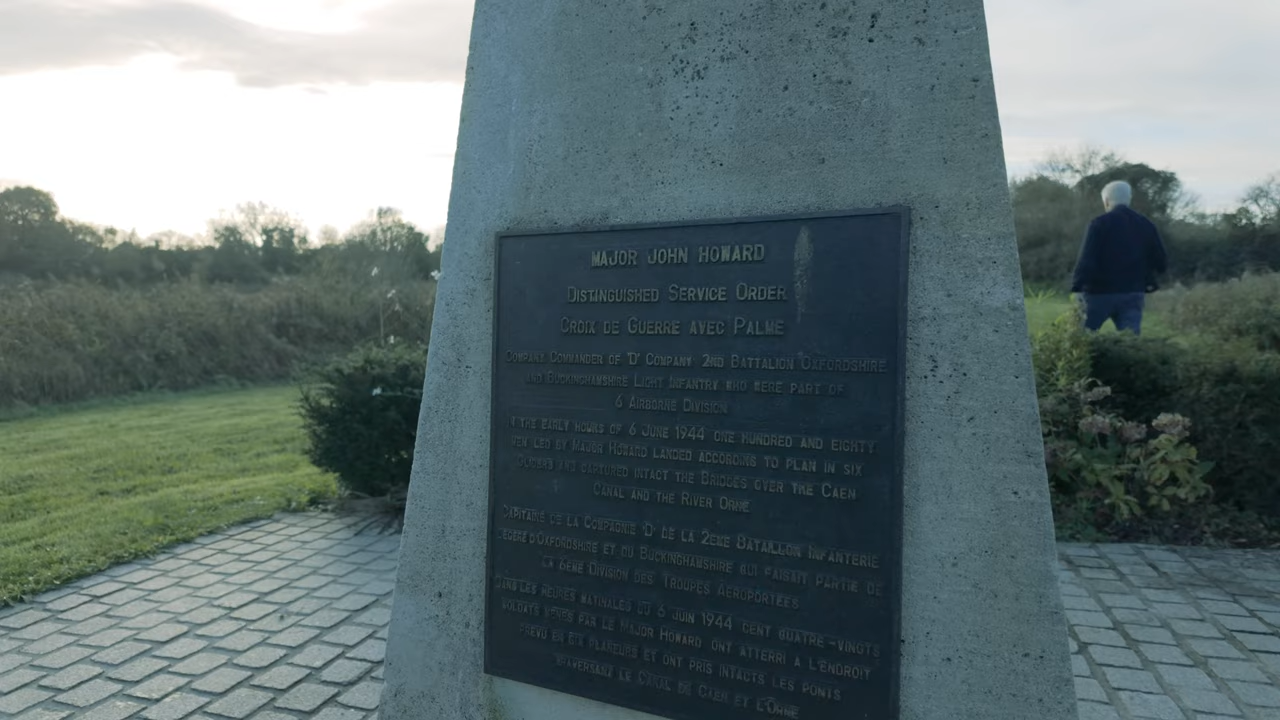 MAJOR JOHN HOWARD
DISTINGUISHED SERVICE ORDER
CROIX DE GUERRE AVEC PALME
COMPANY COMMANDER OF 'D' COMPANY 2ND BATTALION OXFORDSHIRE
AND BUCKINGHAMSHIRE LIGHT INFANTRY WHO WERE PART OF
6 AIRBORNE DIVISION
IN THE EARLY HOURS OF 6 JUNE 1944 ONE HUNDRED AND EIGHTY
MEN LED BY MAJOR HOWARD LANDED ACCORDING TO PLAN IN SIX
GLIDERS AND CAPTURED INTACT THE BRIDGES OVER THE CAEN
CANAL AND THE RIVER ORNE
CAPITAINE DE LA COMPAGNIE 'D' DE LA 2EME BATAILLON INFANTERIE
LEGERE D'OXFORDSHIRE ET DU BUCKINGHAMSHIRE QUI FAISAIT PARTIE DE
LA 6EME DIVISION DES TROUPES AEROPORTEES
DANS LES HEURES MATINALES DU 6 JUIN 1944 CENT QUATRE-VINGTS
SOLDATS MENES PAR LE MAJOR HOWARD ONT ATTERRI A L'ENDROIT
PREVU EN SIX PLANEURS ET ONT PRIS INTACTS LES PONTS
TRAVERSANT LE CANAL DE CAEN ET L'ORNE